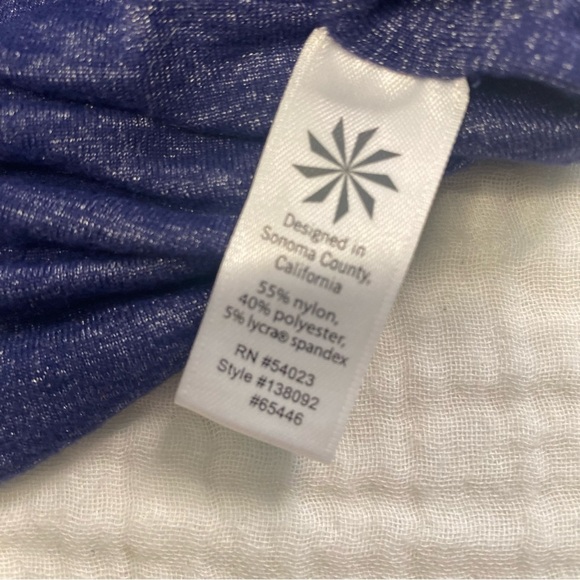 Designed in
Sonoma County,
California
55% nylon,
40% polyester,
5% lycra® spandex
RN #54023
Style #138092
#65446